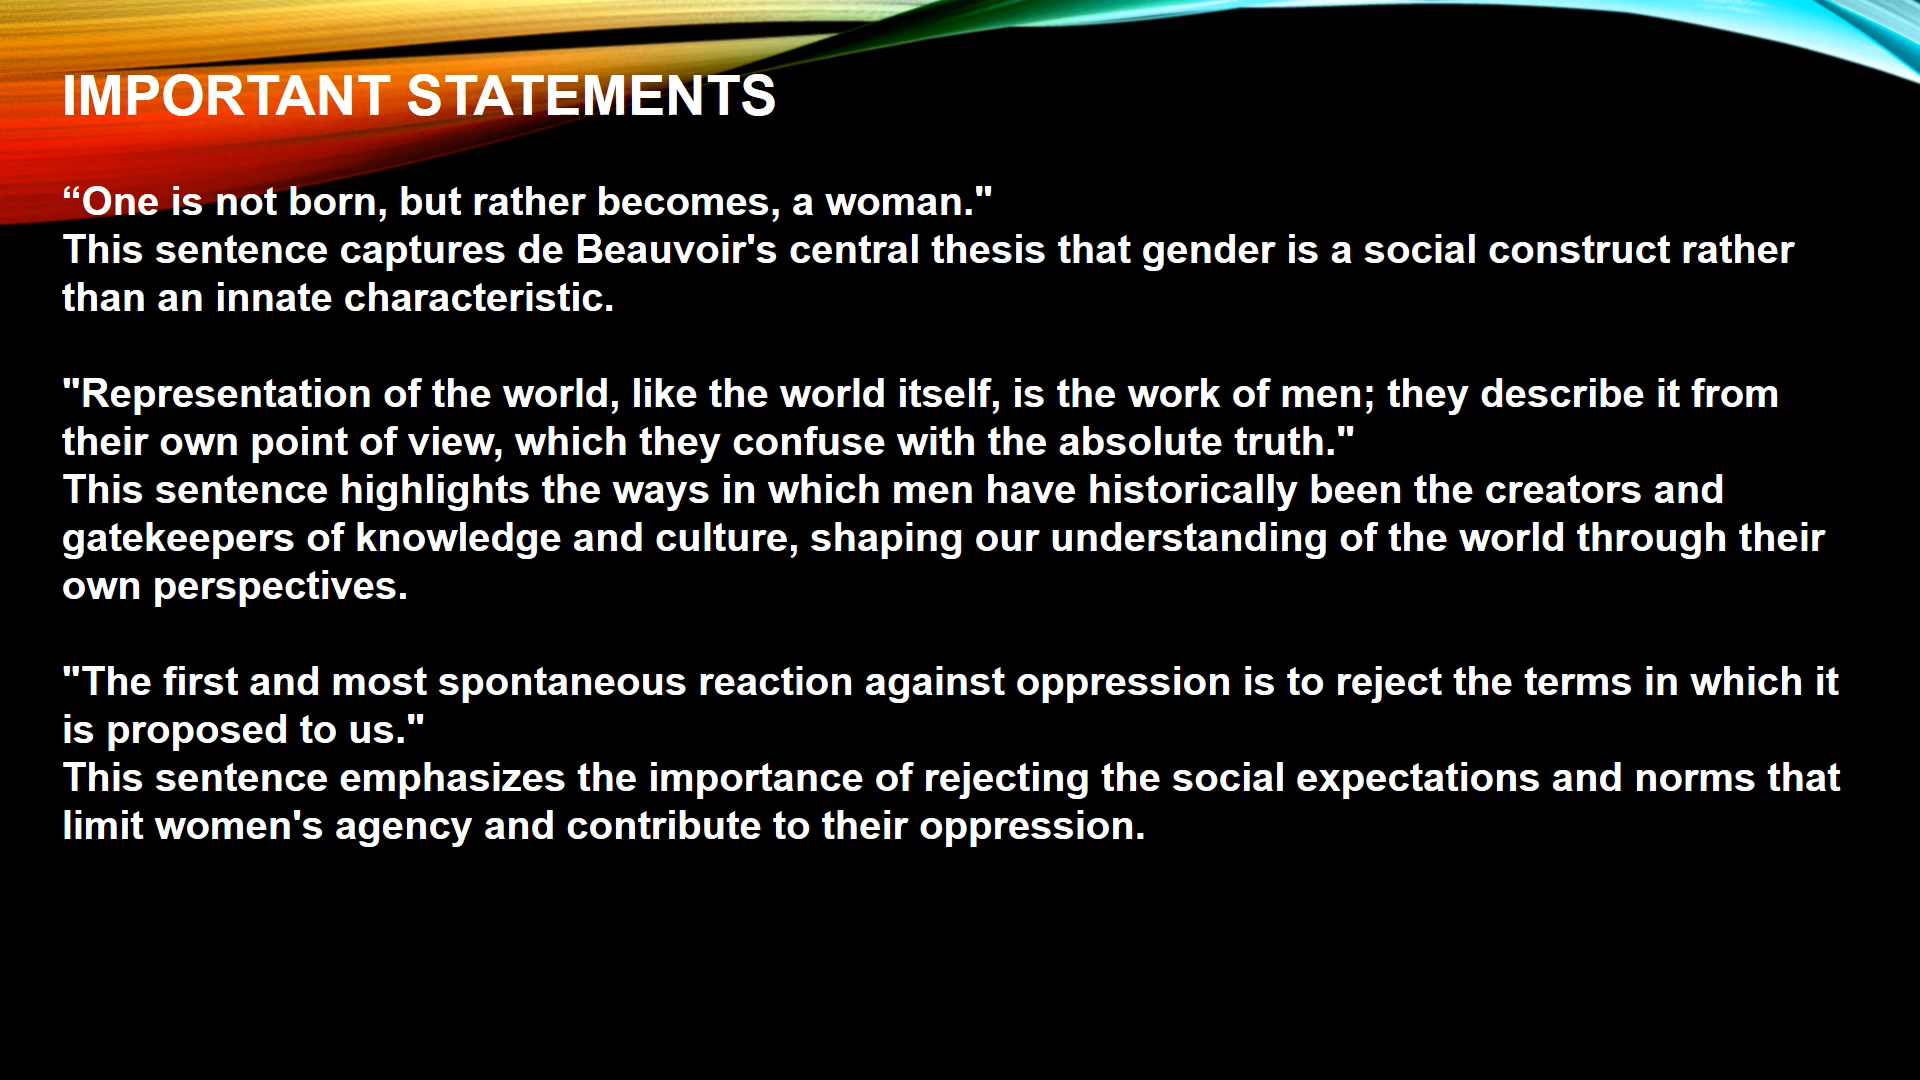 IMPORTANT STATEMENTS
“One is not born, but rather becomes, a woman."
This sentence captures de Beauvoir's central thesis that gender is a social construct rather
than an innate characteristic.
"Representation of the world, like the world itself, is the work of men; they describe it from
their own point of view, which they confuse with the absolute truth."
This sentence highlights the ways in which men have historically been the creators and
gatekeepers of knowledge and culture, shaping our understanding of the world through their
own perspectives.
"The first and most spontaneous reaction against oppression is to reject the terms in which it
is proposed to us."
This sentence emphasizes the importance of rejecting the social expectations and norms that
limit women's agency and contribute to their oppression.